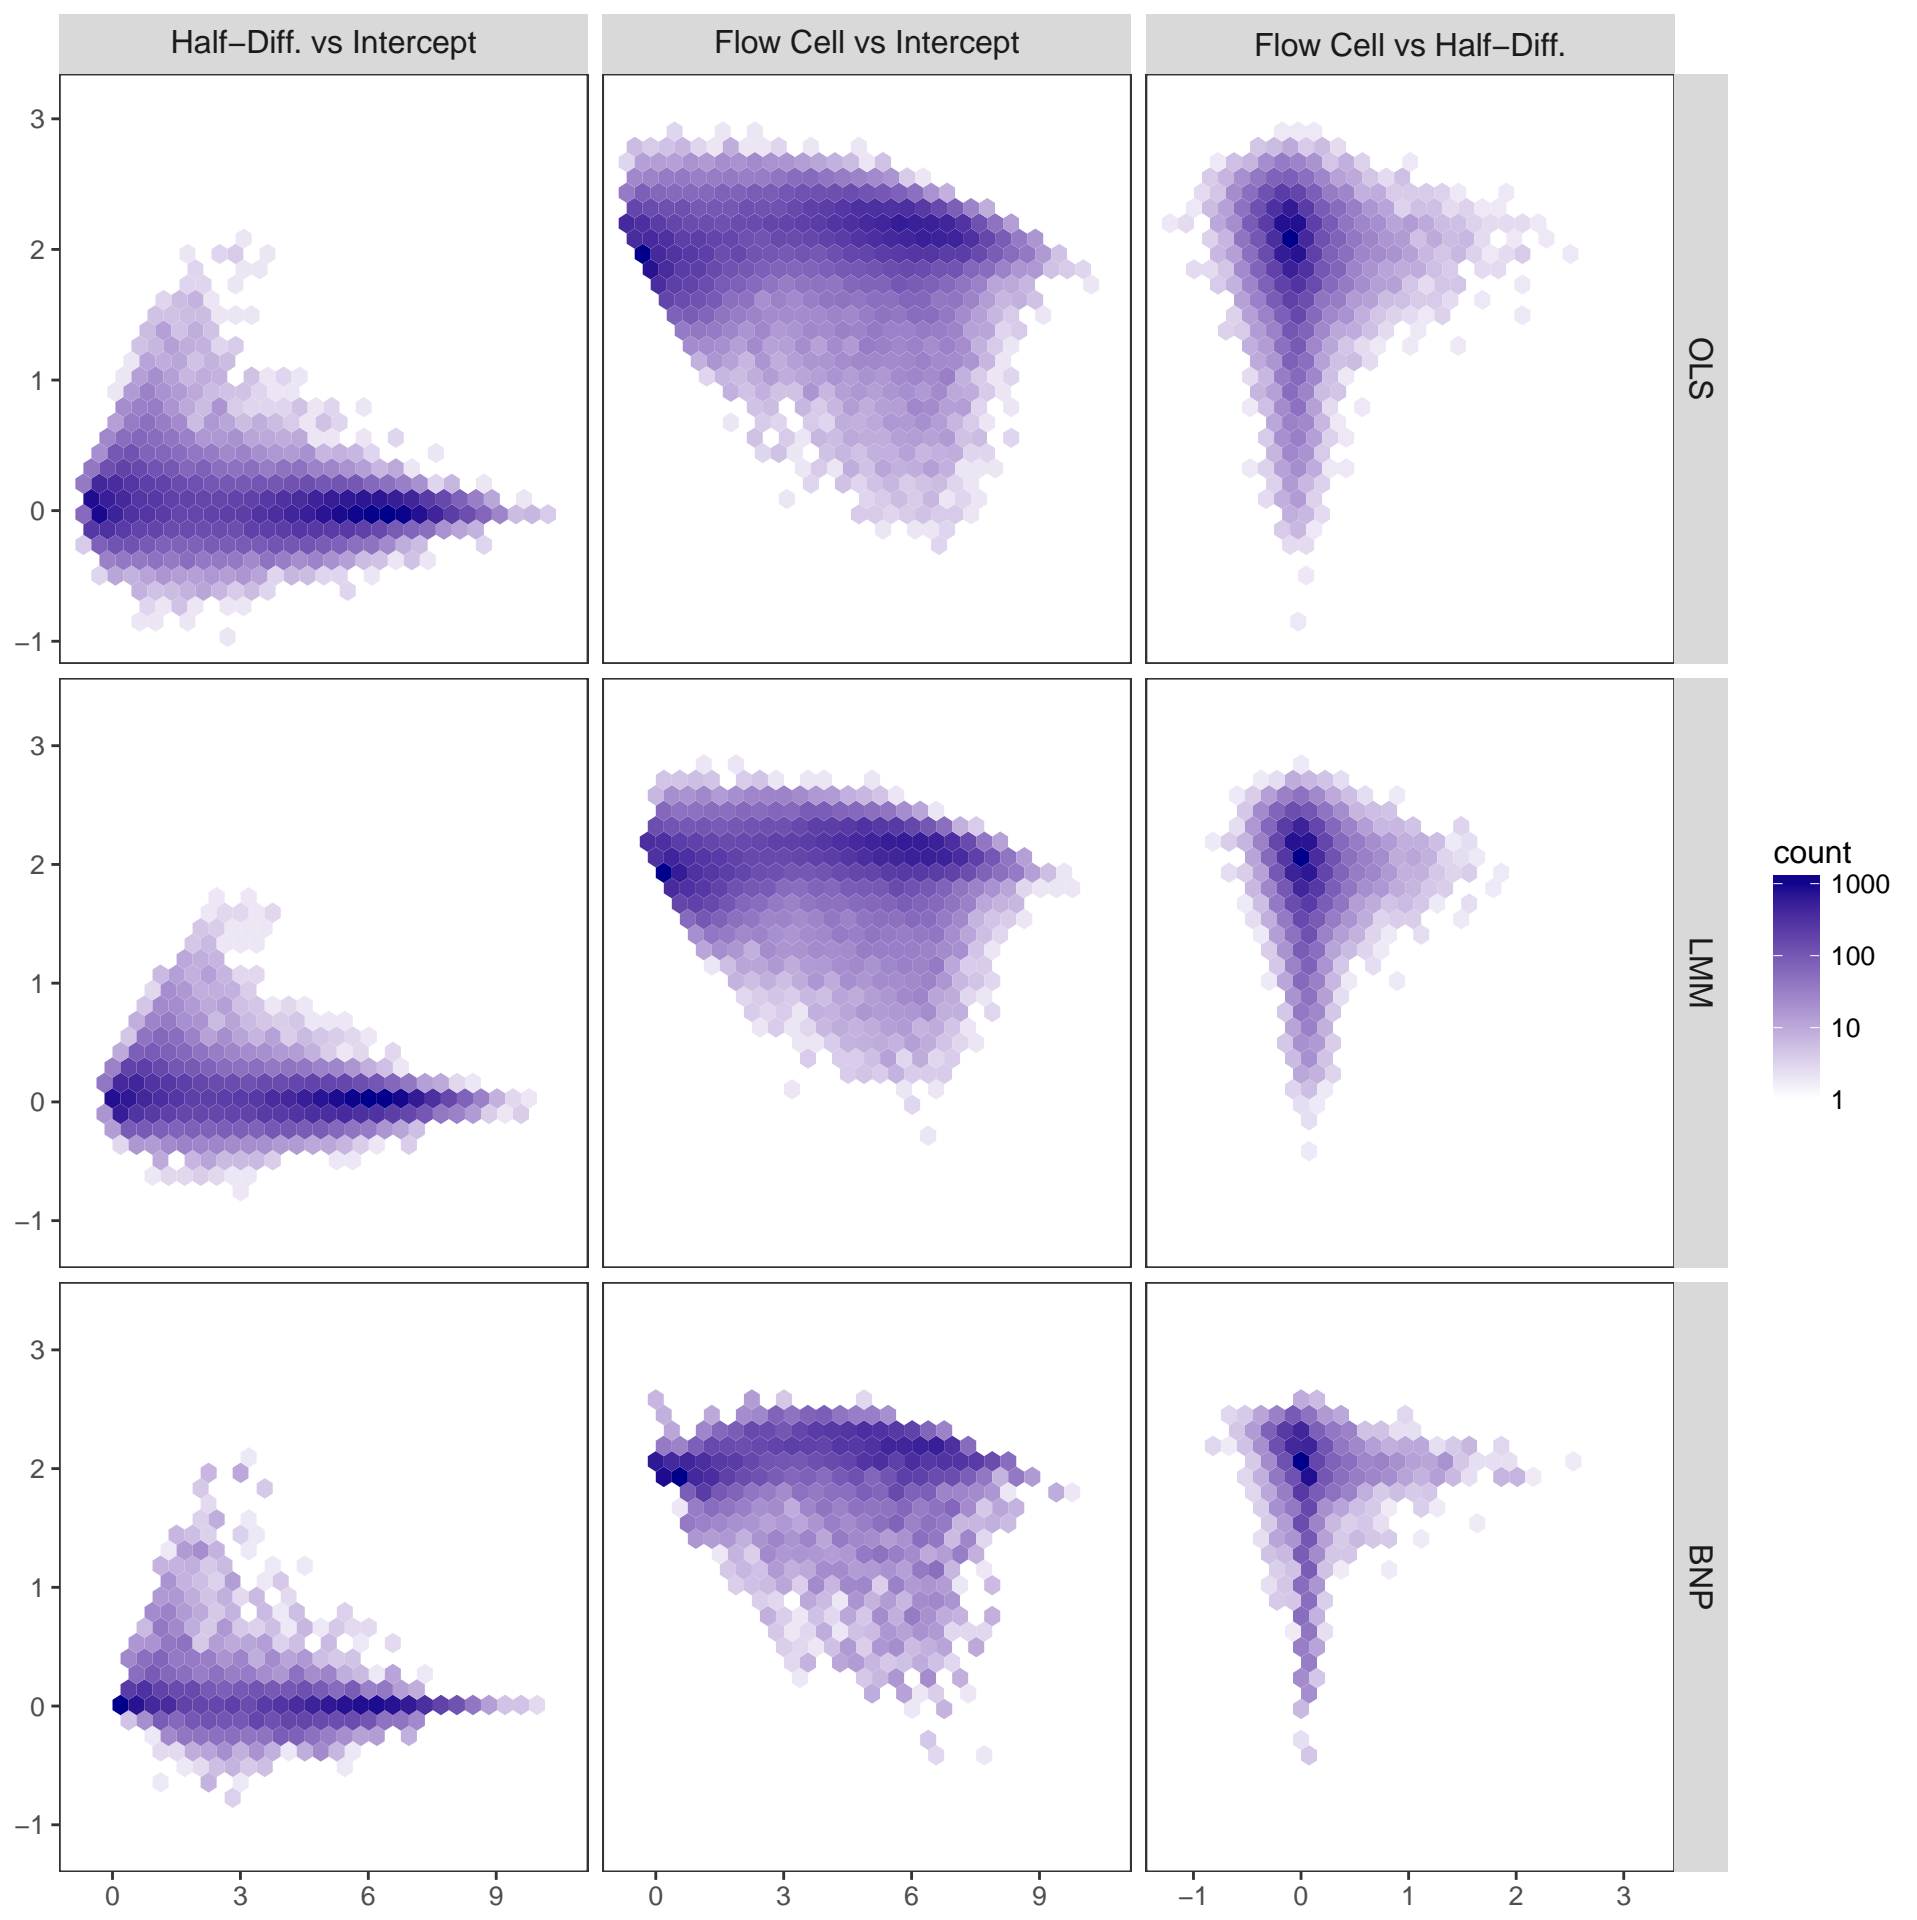 Half−Diff. vs Intercept
Flow Cell vs Intercept
Flow Cell vs Half−Diff.
3
2
1
0
−1
OLS
3
2
1
0
−1
LMM
3
2
1
0
−1
BNP
0 3 6 9
0 3 6 9
−1 0 1 2 3
count
1000
100
10
1